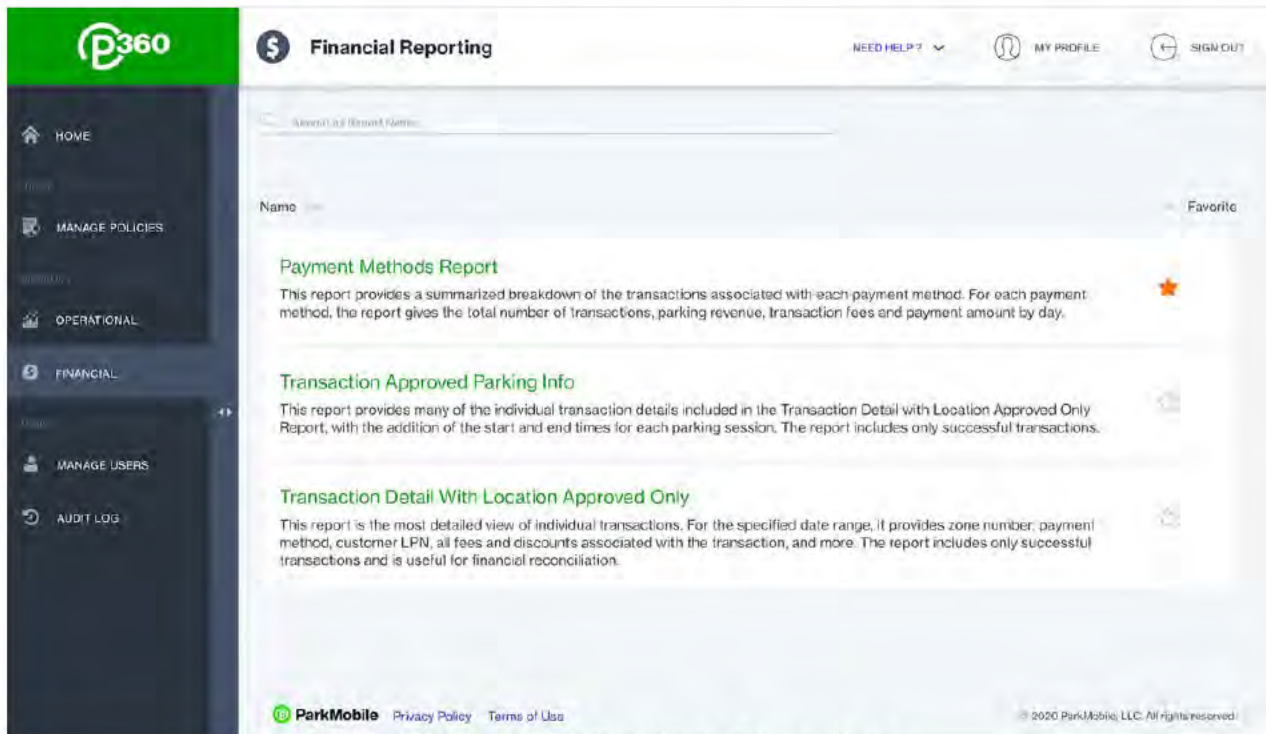 P360
Financial Reporting
NEED HELP?
MY PROFILE
SIGN OUT
HOME
MANAGE POLICIES
OPERATIONAL
FINANCIAL
MANAGE USERS
AUDIT LOG
Search by Report Name
Name
Favorite
Payment Methods Report
This report provides a summarized breakdown of the transactions associated with each payment method. For each payment
method, the report gives the total number of transactions, parking revenue, transaction fees and payment amount by day.
Transaction Approved Parking Info
This report provides many of the individual transaction details included in the Transaction Detail with Location Approved Only
Report, with the addition of the start and end times for each parking session. The report includes only successful transactions.
Transaction Detail With Location Approved Only
This report is the most detailed view of individual transactions. For the specified date range, it provides zone number, payment
method, customer LPN, all fees and discounts associated with the transaction, and more. The report includes only successful
transactions and is useful for financial reconciliation.
ParkMobile Privacy Policy Terms of Use
© 2020 ParkMobile, LLC. All rights reserved.